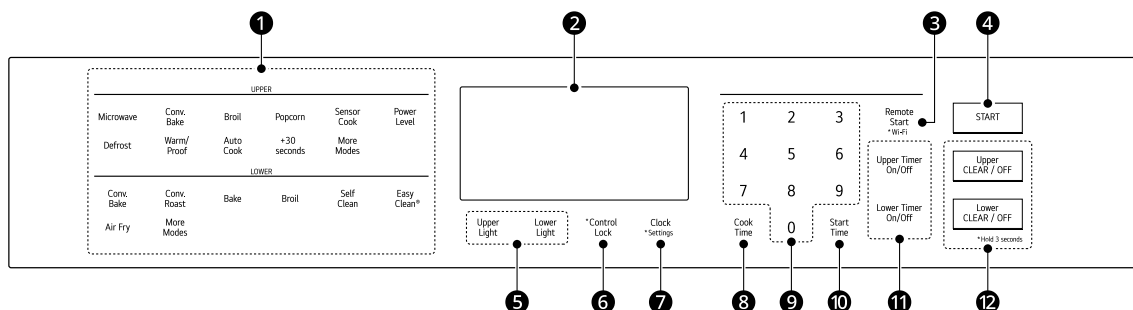 1 2 3 4
UPPER
Microwave Conv. Bake Broil Popcorn Sensor Cook Power Level
Defrost Warm/ Proof Auto Cook +30 seconds More Modes
LOWER
Conv. Bake Conv. Roast Bake Broil Self Clean Easy Clean®
Air Fry More Modes
Upper Light Lower Light *Control Lock Clock *Settings
1 2 3
4 5 6
7 8 9
Cook Time 0 Start Time
Remote Start *Wi-Fi
Upper Timer On/Off
Lower Timer On/Off
START
Upper CLEAR / OFF
Lower CLEAR / OFF
*Hold 3 seconds
5 6 7 8 9 10 11 12